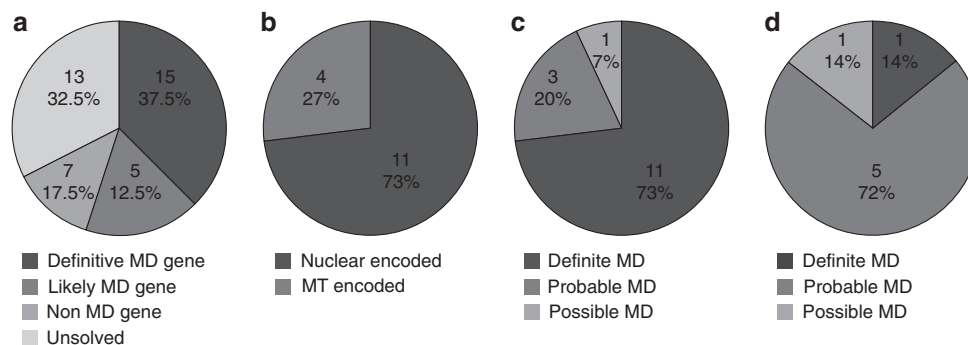 a
13
32.5%
15
37.5%
7
17.5%
5
12.5%
Definitive MD gene
Likely MD gene
Non MD gene
Unsolved
b
4
27%
11
73%
Nuclear encoded
MT encoded
c
1
7%
3
20%
11
73%
Definite MD
Probable MD
Possible MD
d
1
14%
1
14%
5
72%
Definite MD
Probable MD
Possible MD